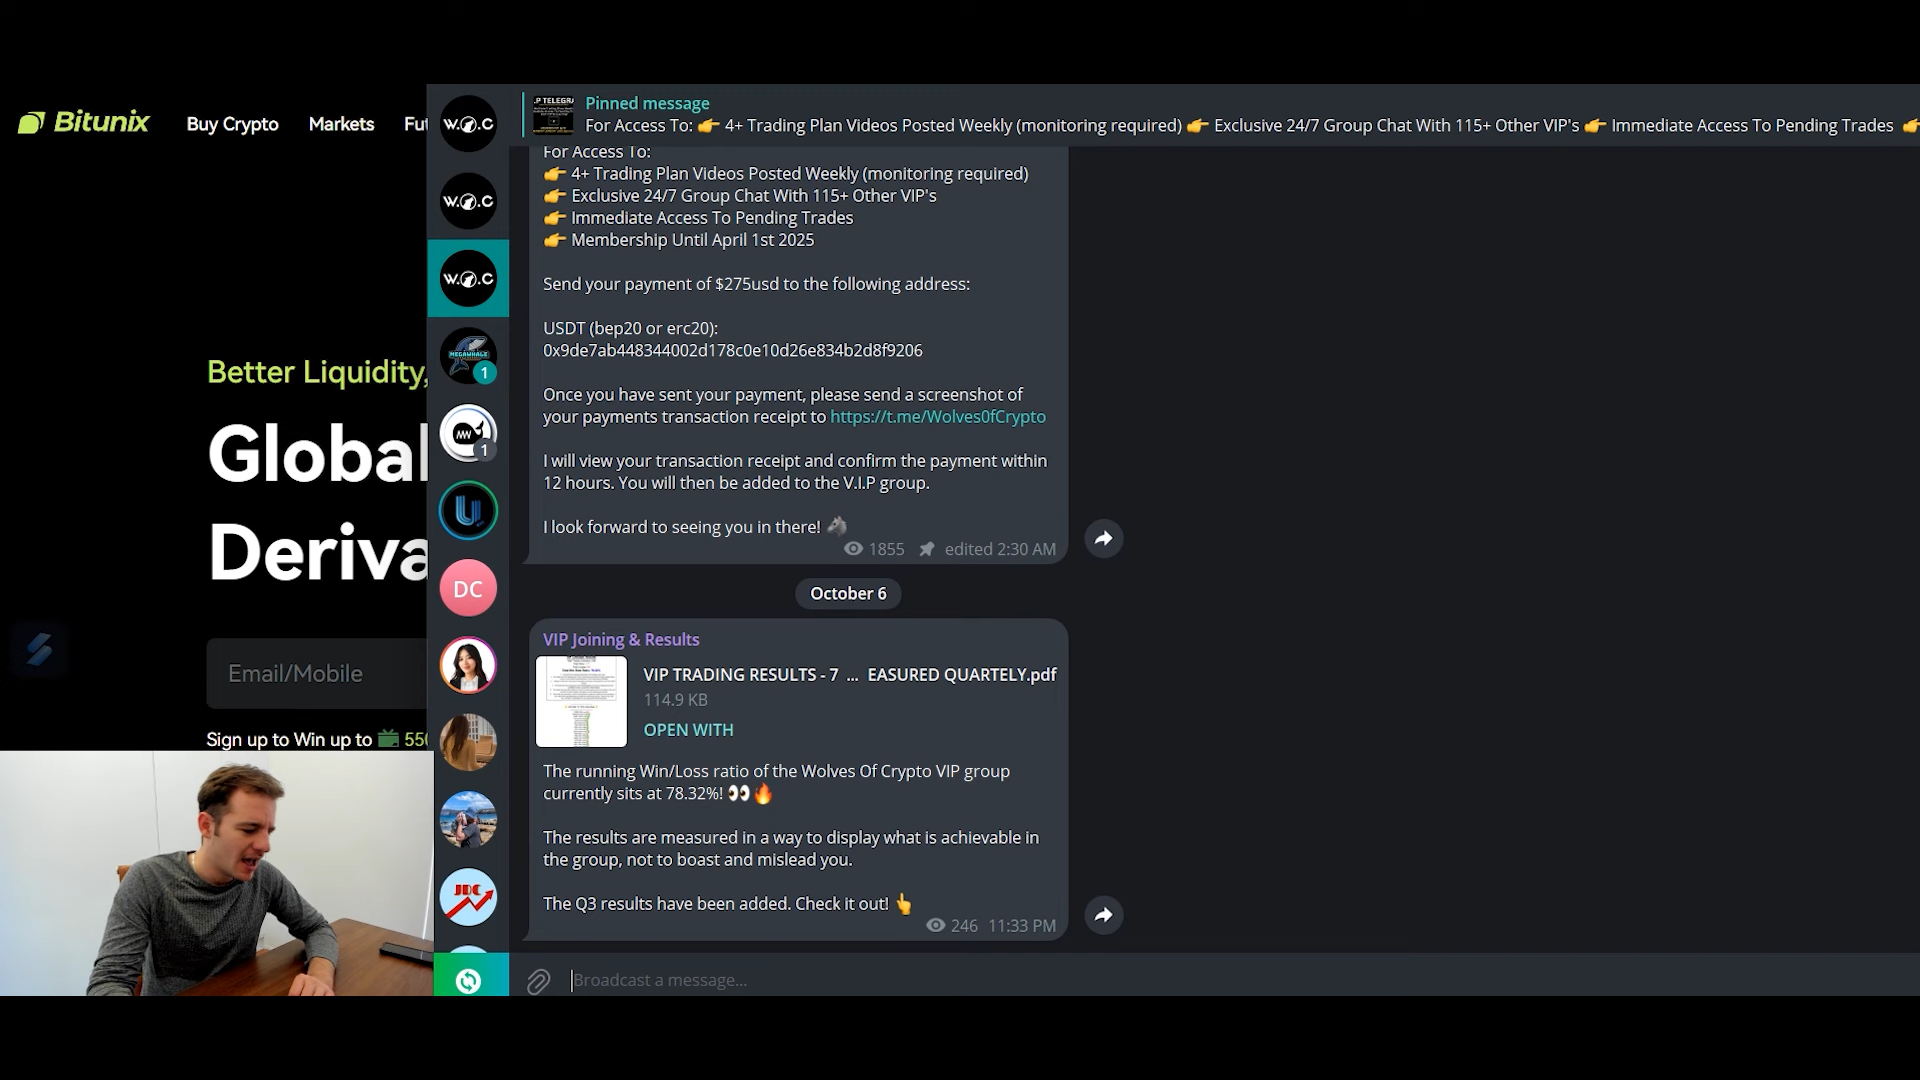 Bitunix
Buy Crypto
Markets
Fut
Better Liquidity,
Global
Deriva
Email/Mobile
Sign up to Win up to 550
W.O.C
W.O.C
W.O.C
MEGAWHALE
1
MW
1
U
DC
JDC
Pinned message
For Access To: 👉 4+ Trading Plan Videos Posted Weekly (monitoring required) 👉 Exclusive 24/7 Group Chat With 115+ Other VIP's 👉 Immediate Access To Pending Trades 👉
For Access To:
👉 4+ Trading Plan Videos Posted Weekly (monitoring required)
👉 Exclusive 24/7 Group Chat With 115+ Other VIP's
👉 Immediate Access To Pending Trades
👉 Membership Until April 1st 2025
Send your payment of $275usd to the following address:
USDT (bep20 or erc20):
0x9de7ab448344002d178c0e10d26e834b2d8f9206
Once you have sent your payment, please send a screenshot of
your payments transaction receipt to https://t.me/Wolves0fCrypto
I will view your transaction receipt and confirm the payment within
12 hours. You will then be added to the V.I.P group.
I look forward to seeing you in there! 🐺
1855 edited 2:30 AM
October 6
VIP Joining & Results
VIP TRADING RESULTS - 7 ... EASURED QUARTELY.pdf
114.9 KB
OPEN WITH
The running Win/Loss ratio of the Wolves Of Crypto VIP group
currently sits at 78.32%! 👀🔥
The results are measured in a way to display what is achievable in
the group, not to boast and mislead you.
The Q3 results have been added. Check it out! 👆
246 11:33 PM
Broadcast a message...